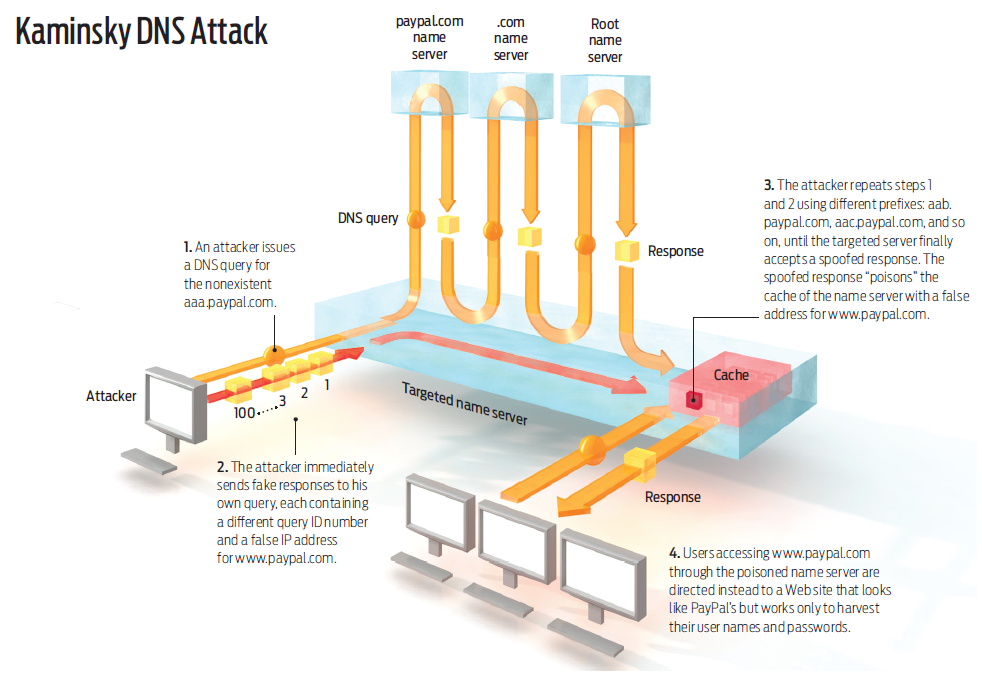 Kaminsky DNS Attack
paypal.com
name
server
.com
name
server
Root
name
server
DNS query
Response
1. An attacker issues
a DNS query for
the nonexistent
aaa.paypal.com.
3. The attacker repeats steps 1
and 2 using different prefixes: aab.
paypal.com, aac.paypal.com, and so
on, until the targeted server finally
accepts a spoofed response. The
spoofed response “poisons” the
cache of the name server with a false
address for www.paypal.com.
Attacker
100.....3 2 1
Targeted name server
Cache
2. The attacker immediately
sends fake responses to his
own query, each containing
a different query ID number
and a false IP address
for www.paypal.com.
Response
4. Users accessing www.paypal.com
through the poisoned name server are
directed instead to a Web site that looks
like PayPal’s but works only to harvest
their user names and passwords.